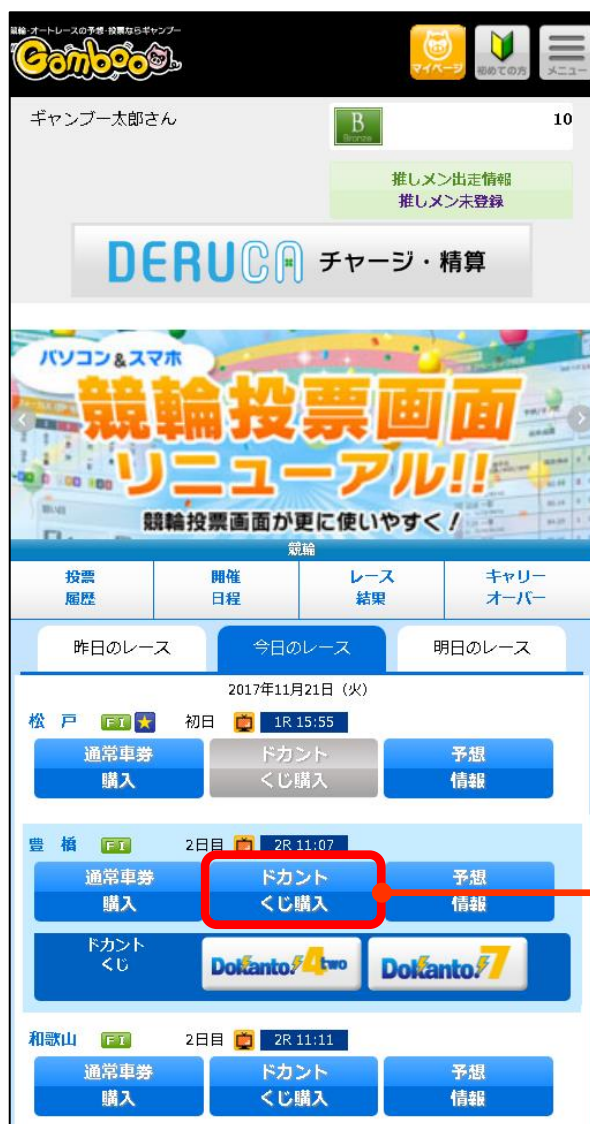 競輪・オートレースの予想・投票ならギャンブー
Gamboo
マイページ
初めての方
メニュー
ギャンブー太郎さん
B
Bronze
10
推しメン出走情報
推しメン未登録
DERUCA チャージ・精算
パソコン&スマホ
競輪投票画面
リニューアル!!
競輪投票画面が更に使いやすく！
競輪
投票
履歴
開催
日程
レース
結果
キャリー
オーバー
昨日のレース
今日のレース
明日のレース
2017年11月21日（火）
松　戸 FI 初日 1R 15:55
通常車券
購入
ドカント
くじ購入
予想
情報
豊　橋 FI 2日目 2R 11:07
通常車券
購入
ドカント
くじ購入
予想
情報
ドカント
くじ
Dokanto! 4two
Dokanto! 7
和歌山 FI 2日目 2R 11:11
通常車券
購入
ドカント
くじ購入
予想
情報